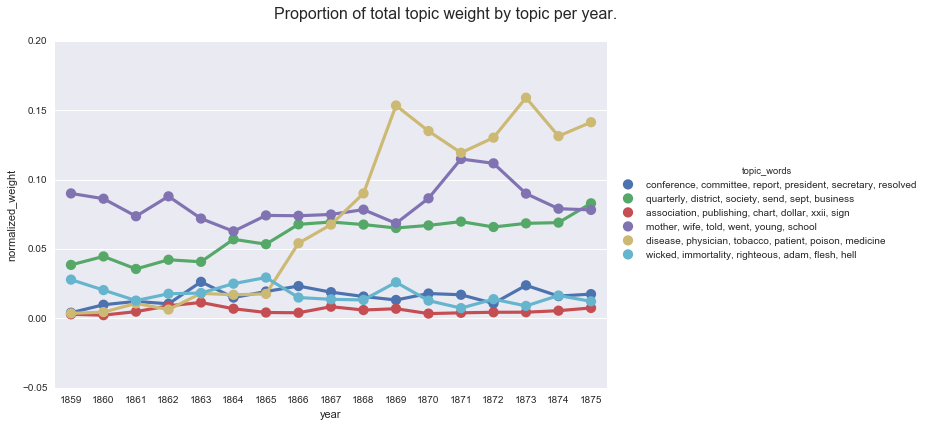 Proportion of total topic weight by topic per year.
0.20
0.15
0.10
0.05
0.00
−0.05
normalized_weight
1859 1860 1861 1862 1863 1864 1865 1866 1867 1868 1869 1870 1871 1872 1873 1874 1875
year
topic_words
conference, committee, report, president, secretary, resolved
quarterly, district, society, send, sept, business
association, publishing, chart, dollar, xxii, sign
mother, wife, told, went, young, school
disease, physician, tobacco, patient, poison, medicine
wicked, immortality, righteous, adam, flesh, hell